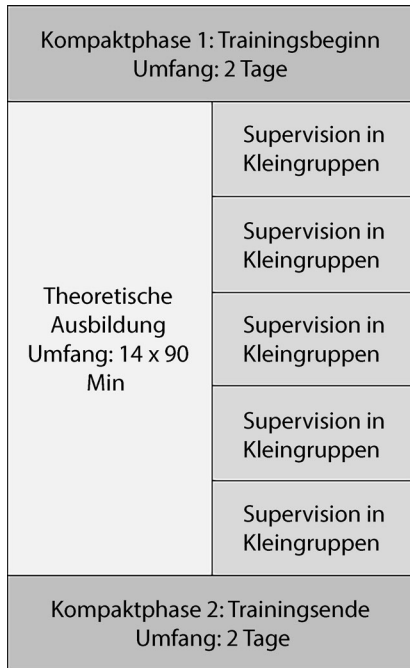 Kompaktphase 1: Trainingsbeginn
Umfang: 2 Tage
Theoretische
Ausbildung
Umfang: 14 x 90
Min
Supervision in
Kleingruppen
Supervision in
Kleingruppen
Supervision in
Kleingruppen
Supervision in
Kleingruppen
Supervision in
Kleingruppen
Kompaktphase 2: Trainingsende
Umfang: 2 Tage